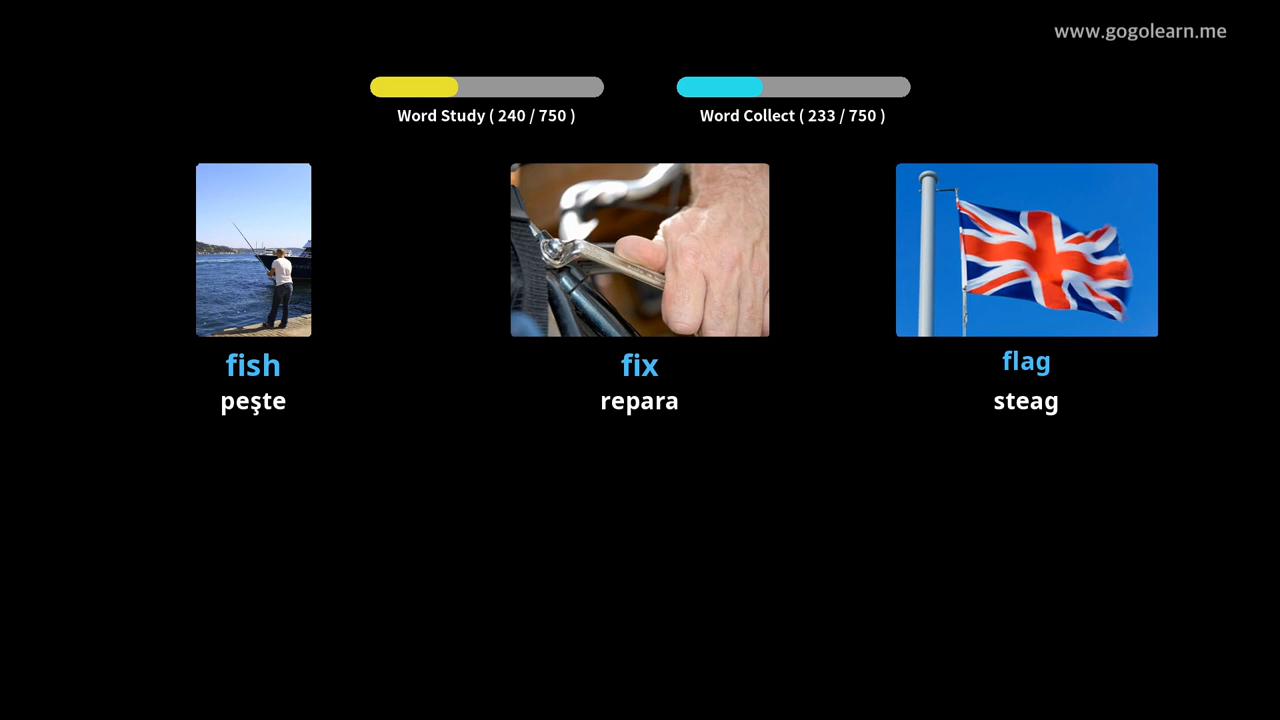 www.gogolearn.me
Word Study ( 240 / 750 )
Word Collect ( 233 / 750 )
fish
fix
flag
peşte
repara
steag